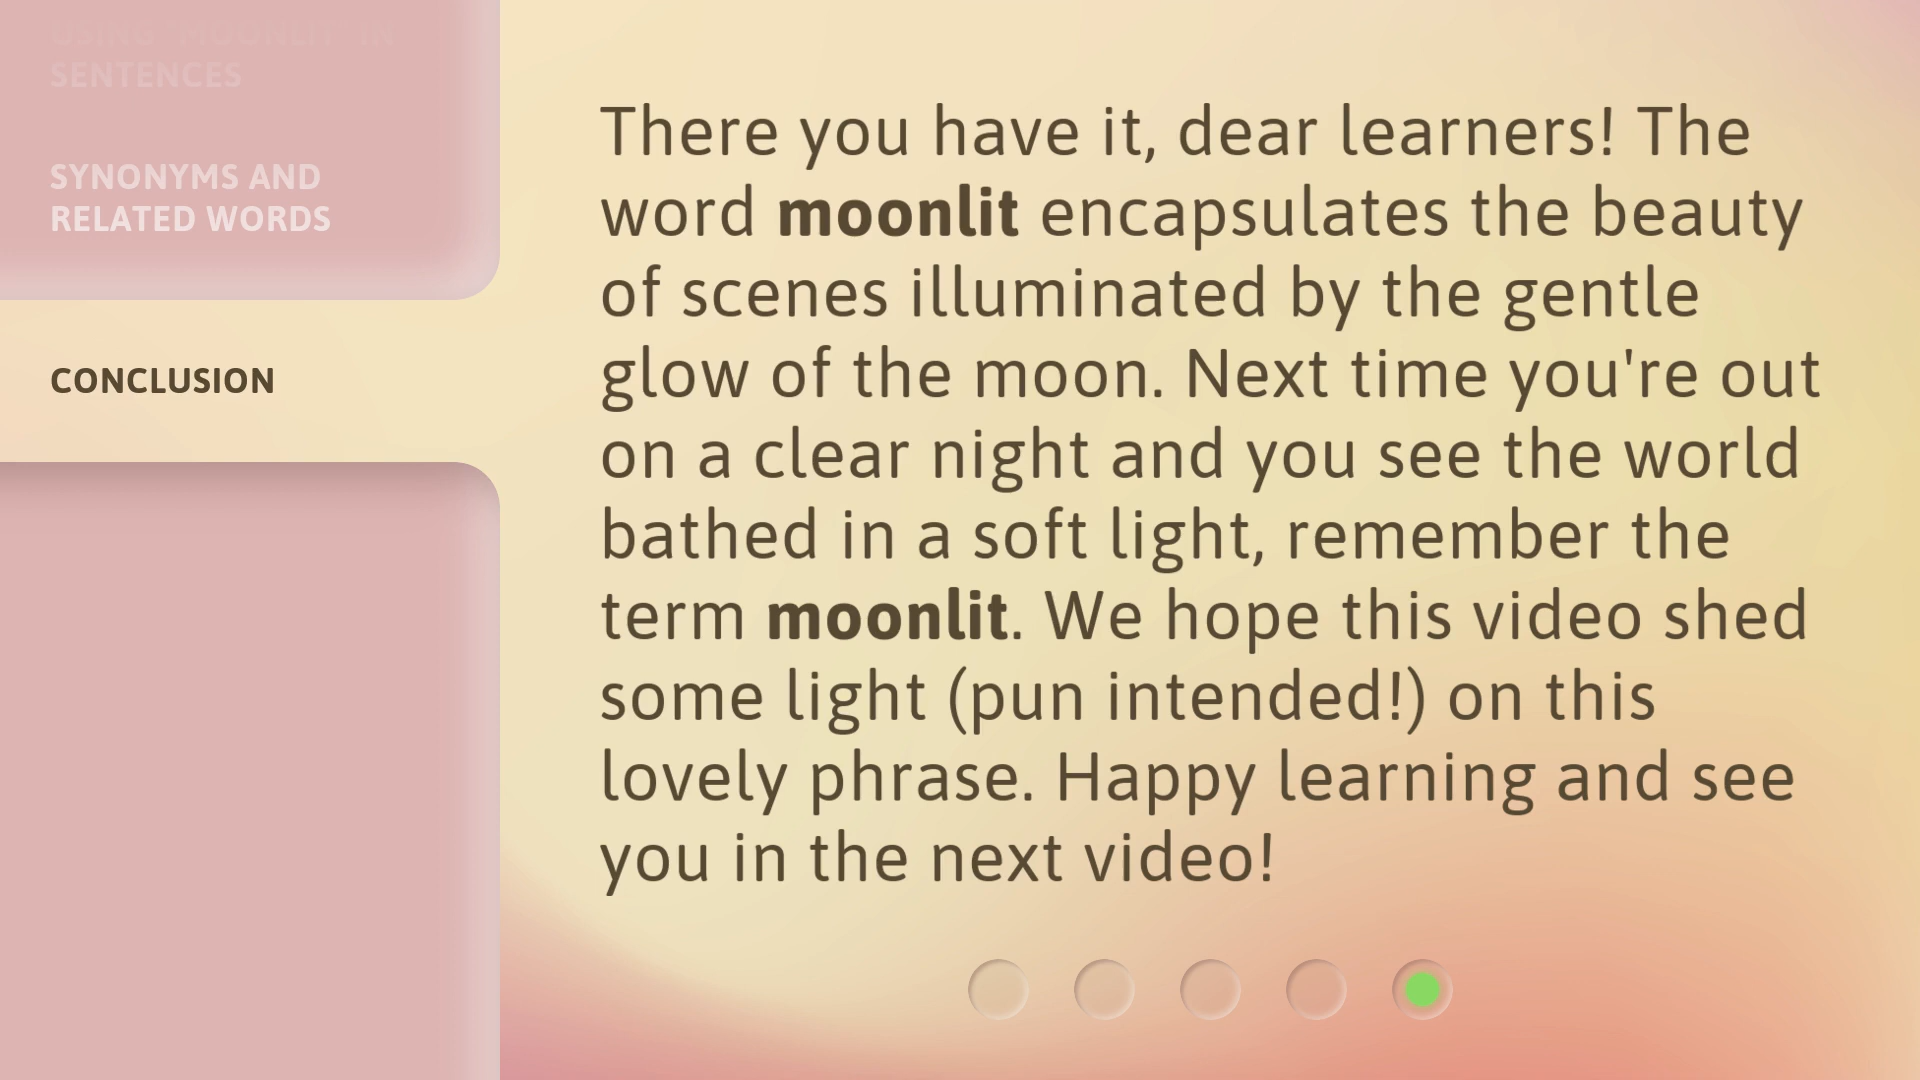 USING "MOONLIT" IN
SENTENCES
SYNONYMS AND
RELATED WORDS
CONCLUSION
There you have it, dear learners! The
word moonlit encapsulates the beauty
of scenes illuminated by the gentle
glow of the moon. Next time you're out
on a clear night and you see the world
bathed in a soft light, remember the
term moonlit. We hope this video shed
some light (pun intended!) on this
lovely phrase. Happy learning and see
you in the next video!